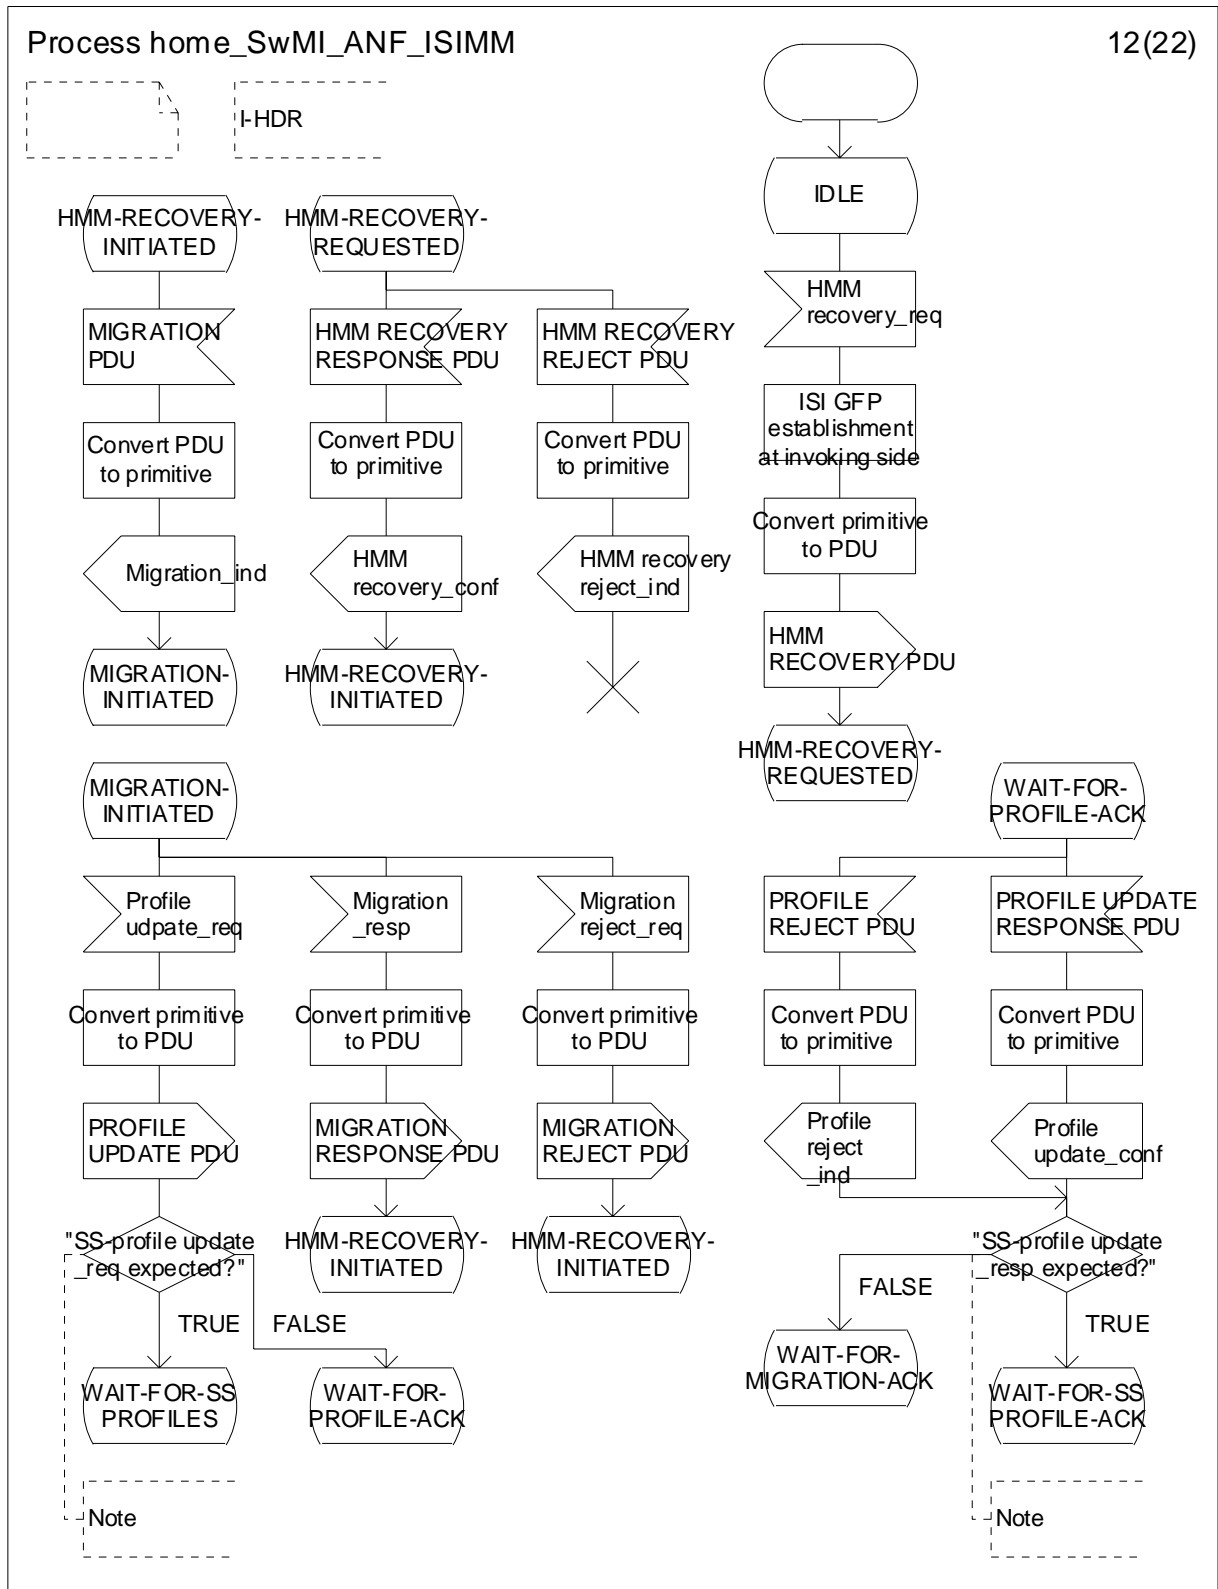 Process home_SwMI_ANF_ISIMM
12(22)
I-HDR
IDLE
HMM-RECOVERY-
INITIATED
HMM-RECOVERY-
REQUESTED
HMM
recovery_req
MIGRATION
PDU
HMM RECOVERY
RESPONSE PDU
HMM RECOVERY
REJECT PDU
ISI GFP
establishment
at invoking side
Convert PDU
to primitive
Convert PDU
to primitive
Convert PDU
to primitive
Convert primitive
to PDU
Migration_ind
HMM
recovery_conf
HMM recovery
reject_ind
HMM
RECOVERY PDU
MIGRATION-
INITIATED
HMM-RECOVERY-
INITIATED
HMM-RECOVERY-
REQUESTED
MIGRATION-
INITIATED
WAIT-FOR-
PROFILE-ACK
Profile
udpate_req
Migration
_resp
Migration
reject_req
PROFILE
REJECT PDU
PROFILE UPDATE
RESPONSE PDU
Convert primitive
to PDU
Convert primitive
to PDU
Convert primitive
to PDU
Convert PDU
to primitive
Convert PDU
to primitive
PROFILE
UPDATE PDU
MIGRATION
RESPONSE PDU
MIGRATION
REJECT PDU
Profile
reject
_ind
Profile
update_conf
"SS-profile update
_req expected?"
HMM-RECOVERY-
INITIATED
HMM-RECOVERY-
INITIATED
"SS-profile update
_resp expected?"
TRUE
FALSE
FALSE
TRUE
WAIT-FOR-SS
PROFILES
WAIT-FOR-
PROFILE-ACK
WAIT-FOR-
MIGRATION-ACK
WAIT-FOR-SS
PROFILE-ACK
Note
Note